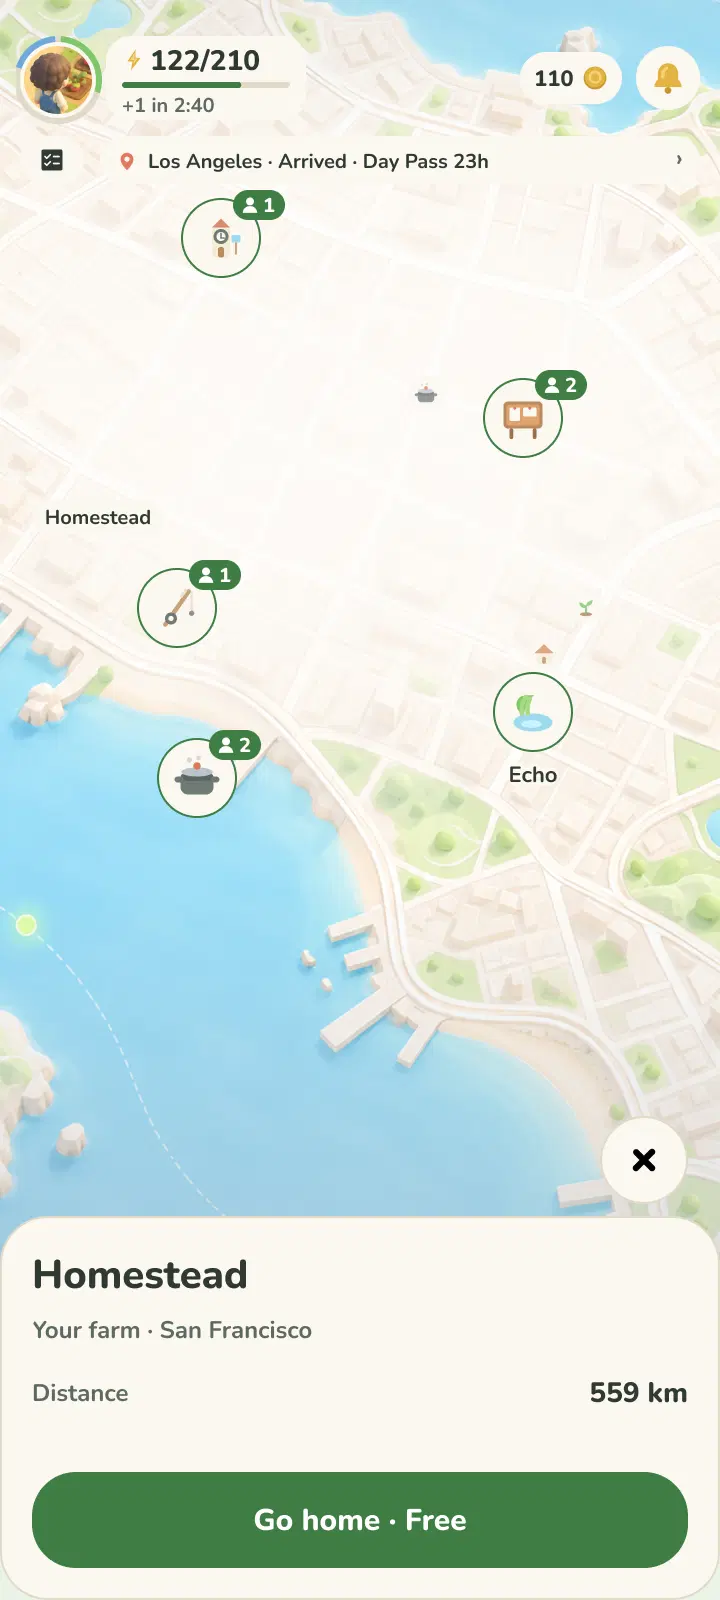 122/210
+1 in 2:40
110
Los Angeles · Arrived · Day Pass 23h
1
2
Homestead
1
Echo
2
Homestead
Your farm · San Francisco
Distance 559 km
Go home · Free